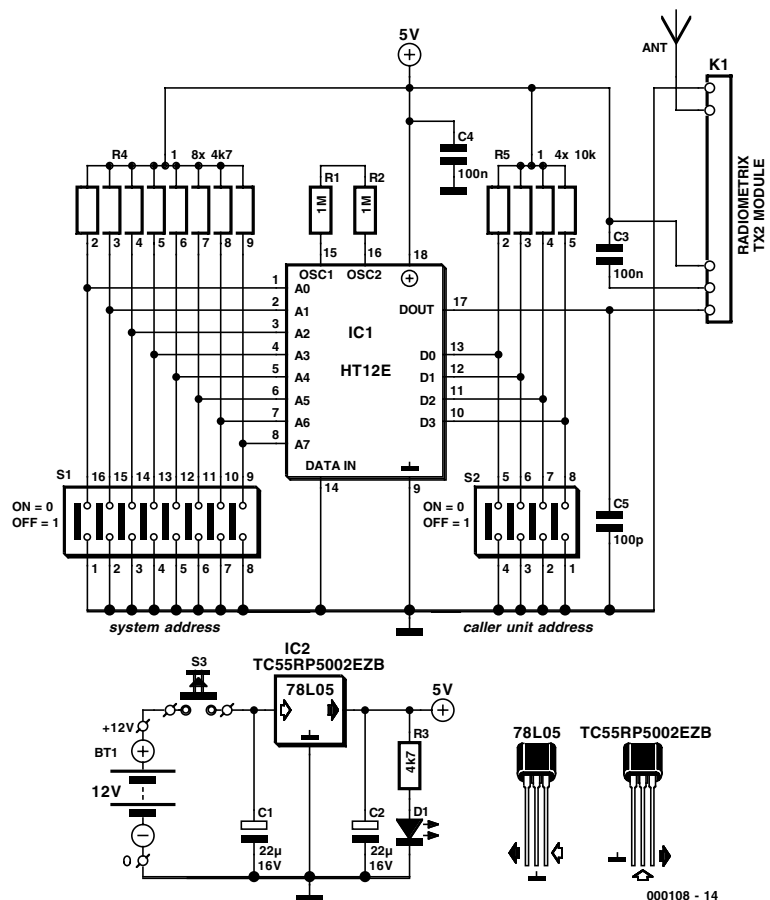 5V
ANT
K1
R4
1
8x 4k7
R5
1
4x 10k
C4
100n
R1
1M
R2
1M
RADIOMETRIX
TX2 MODULE
2 3 4 5 6 7 8 9
2 3 4 5
C3
100n
15 16 18
OSC1 OSC2
1 A0
2 A1
3 A2
4 A3
5 A4
6 A5
7 A6
8 A7
IC1
HT12E
DOUT 17
D0 13
D1 12
D2 11
D3 10
DATA IN
14
9
S1
16 15 14 13 12 11 10 9
ON = 0
OFF = 1
1 2 3 4 5 6 7 8
S2
5 6 7 8
ON = 0
OFF = 1
4 3 2 1
C5
100p
system address
caller unit address
IC2
TC55RP5002EZB
78L05
S3
+12V
BT1
12V
0
C1
22µ
16V
C2
22µ
16V
5V
R3
4k7
D1
78L05
TC55RP5002EZB
000108 - 14